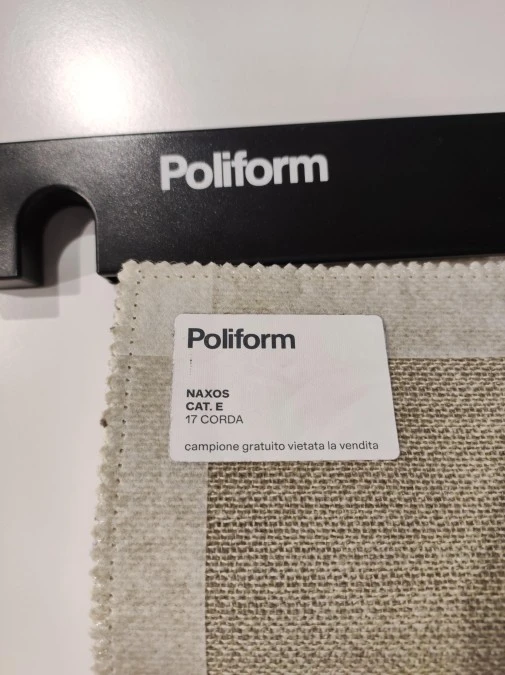 Poliform
Poliform
NAXOS
CAT. E
17 CORDA
campione gratuito vietata la vendita